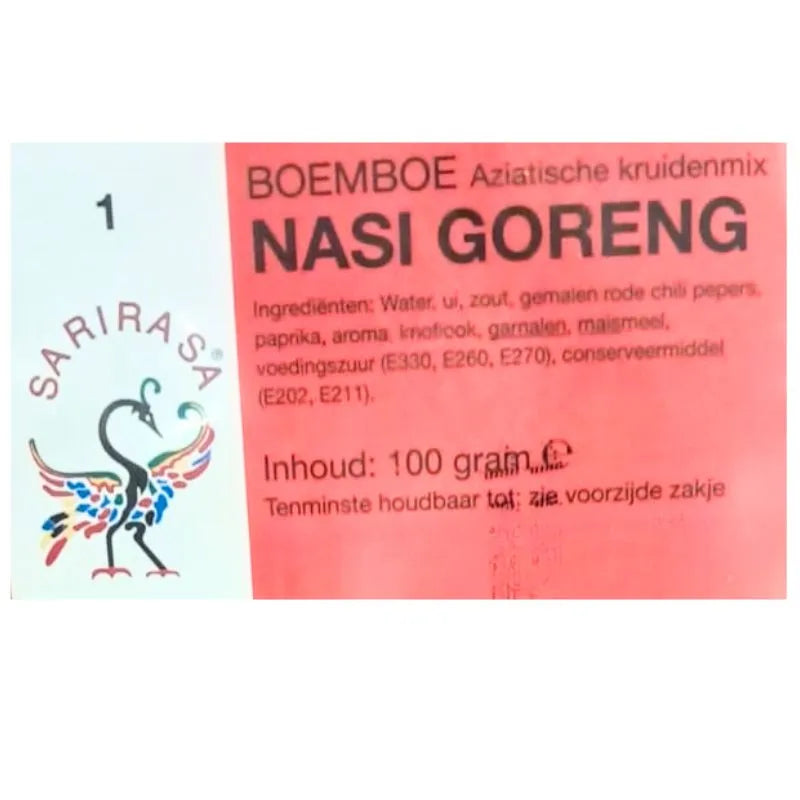 1
SARIRASA®
BOEMBOE Aziatische kruidenmix
NASI GORENG
Ingrediënten: Water, ui, zout, gemalen rode chili pepers,
paprika, aroma, knoflook, garnalen, maismeel,
voedingszuur (E330, E260, E270), conserveermiddel
(E202, E211).
Inhoud: 100 gram ℮
Tenminste houdbaar tot: zie voorzijde zakje